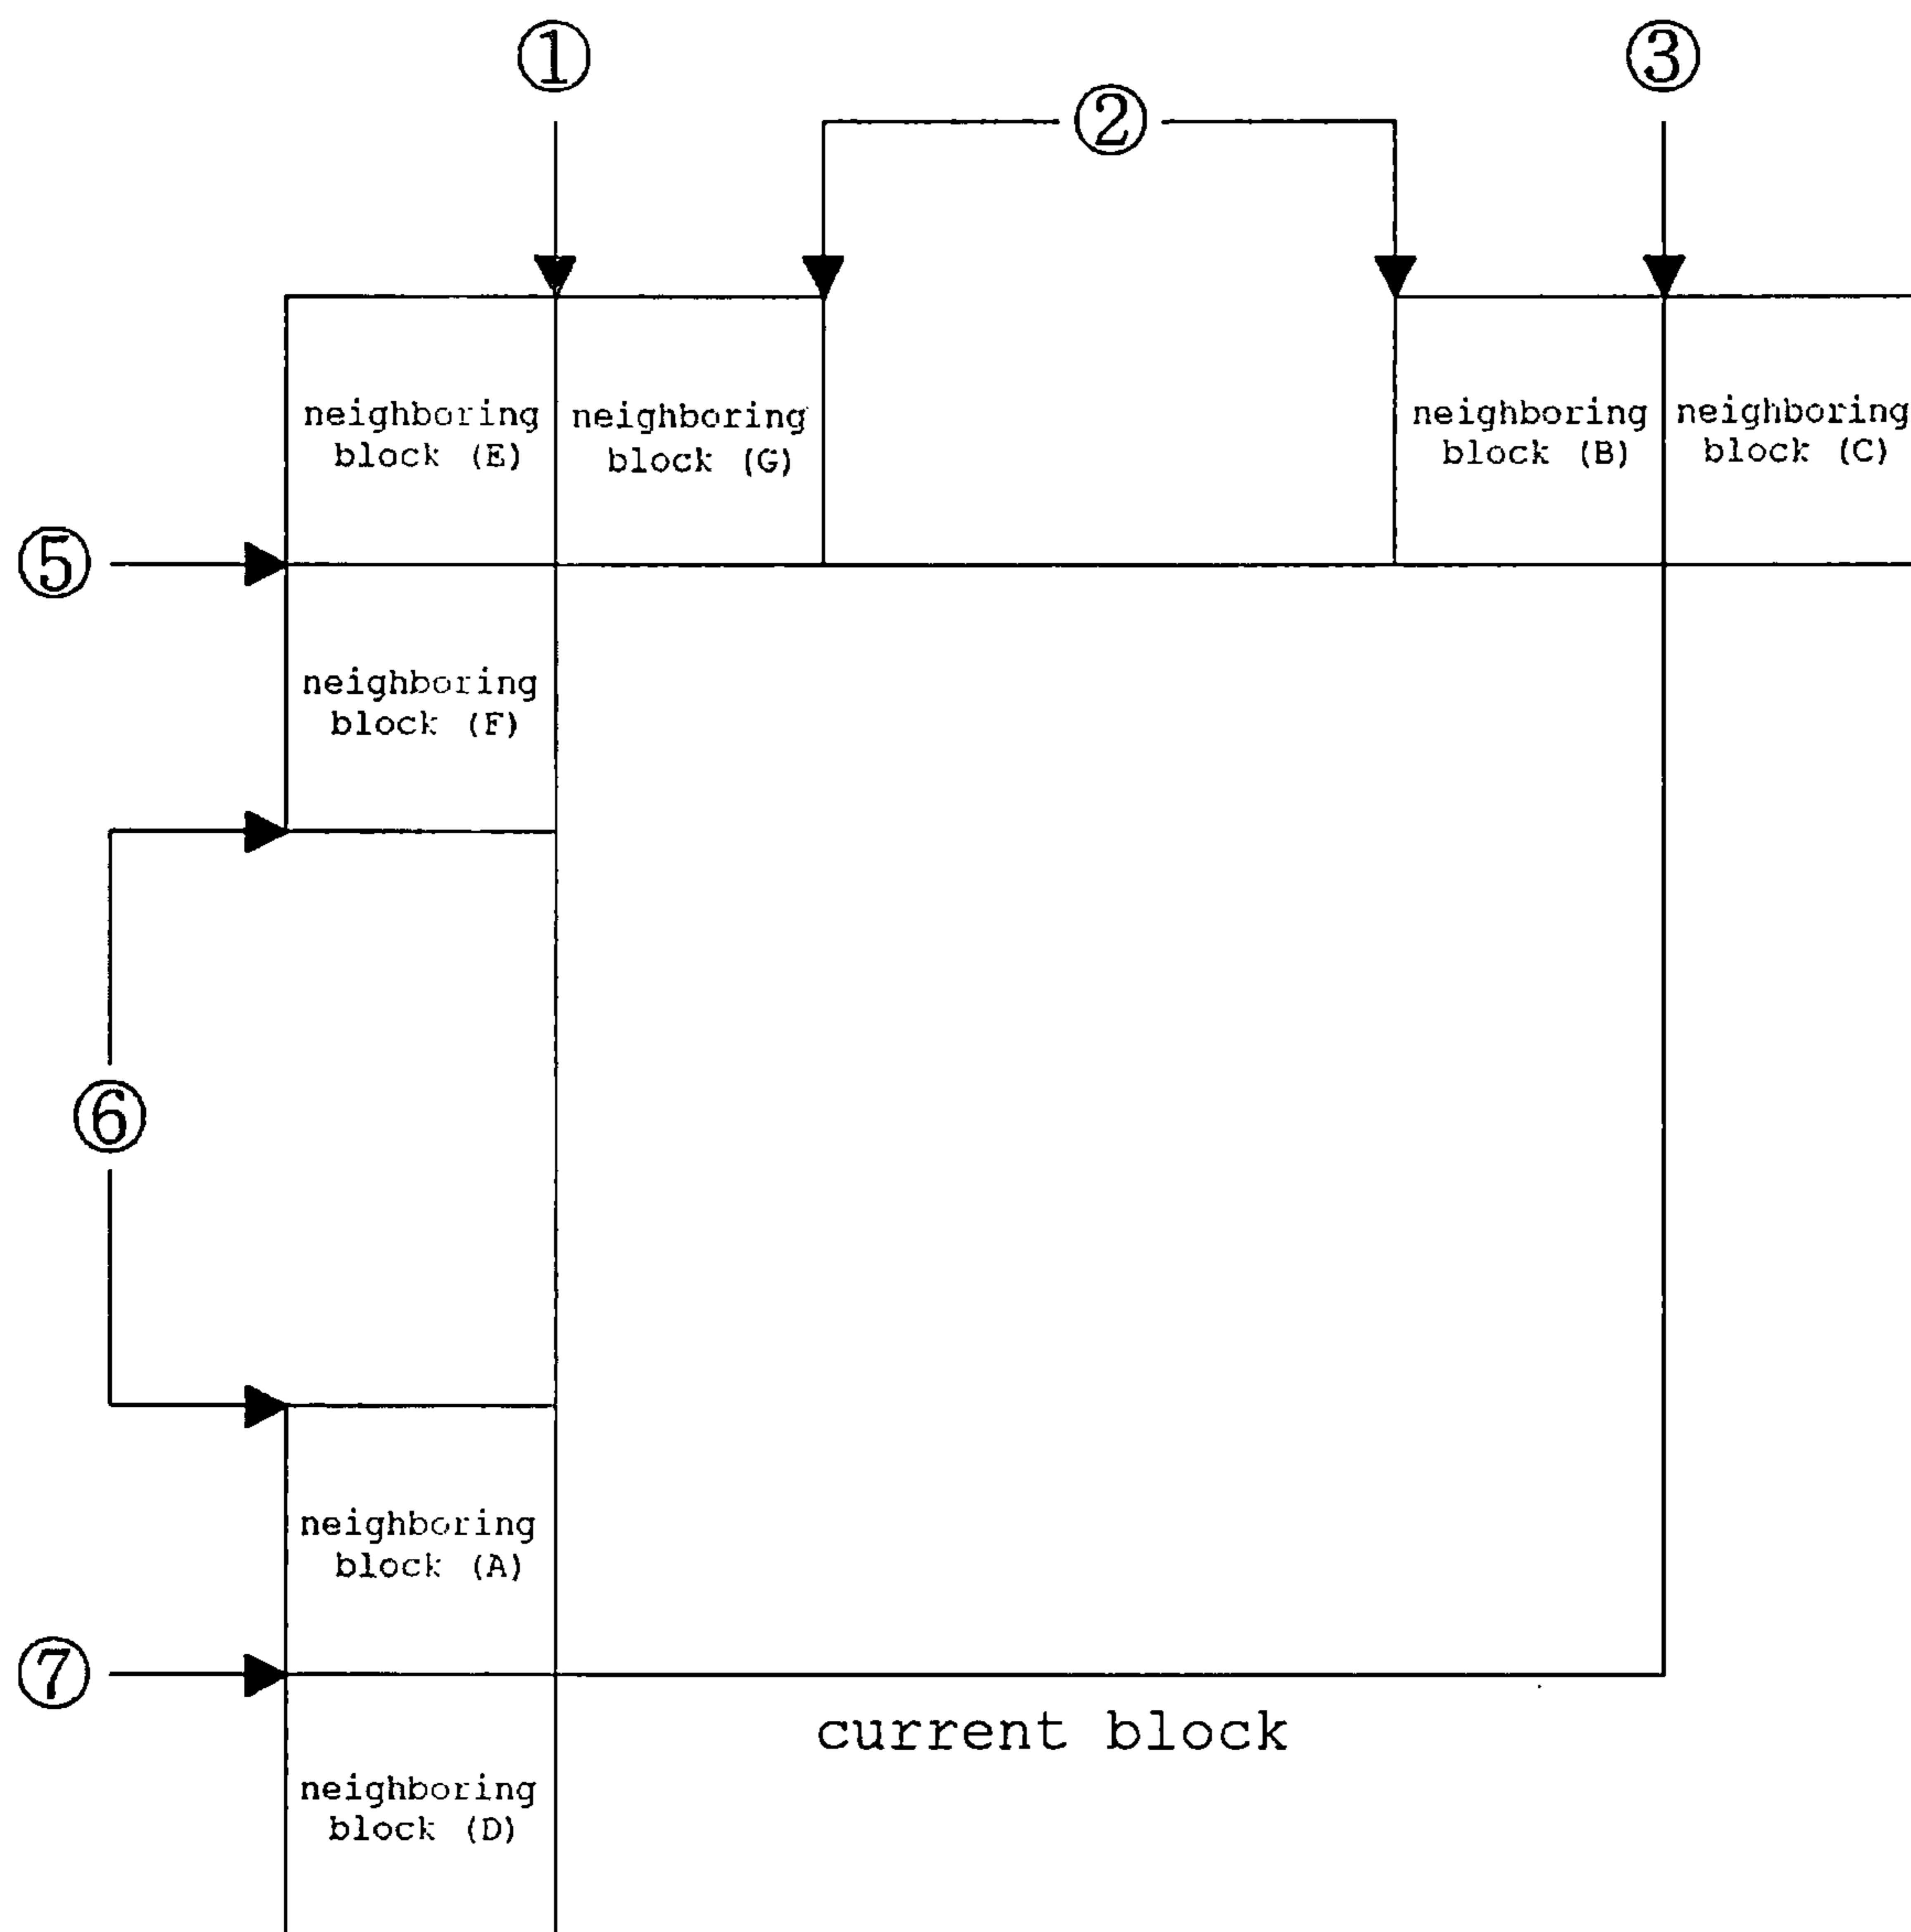 ①
③
②
neighboring
block (E)
neighboring
block (G)
neighboring
block (B)
neighboring
block (C)
⑤
neighboring
block (F)
⑥
neighboring
block (A)
⑦
current block
neighboring
block (D)